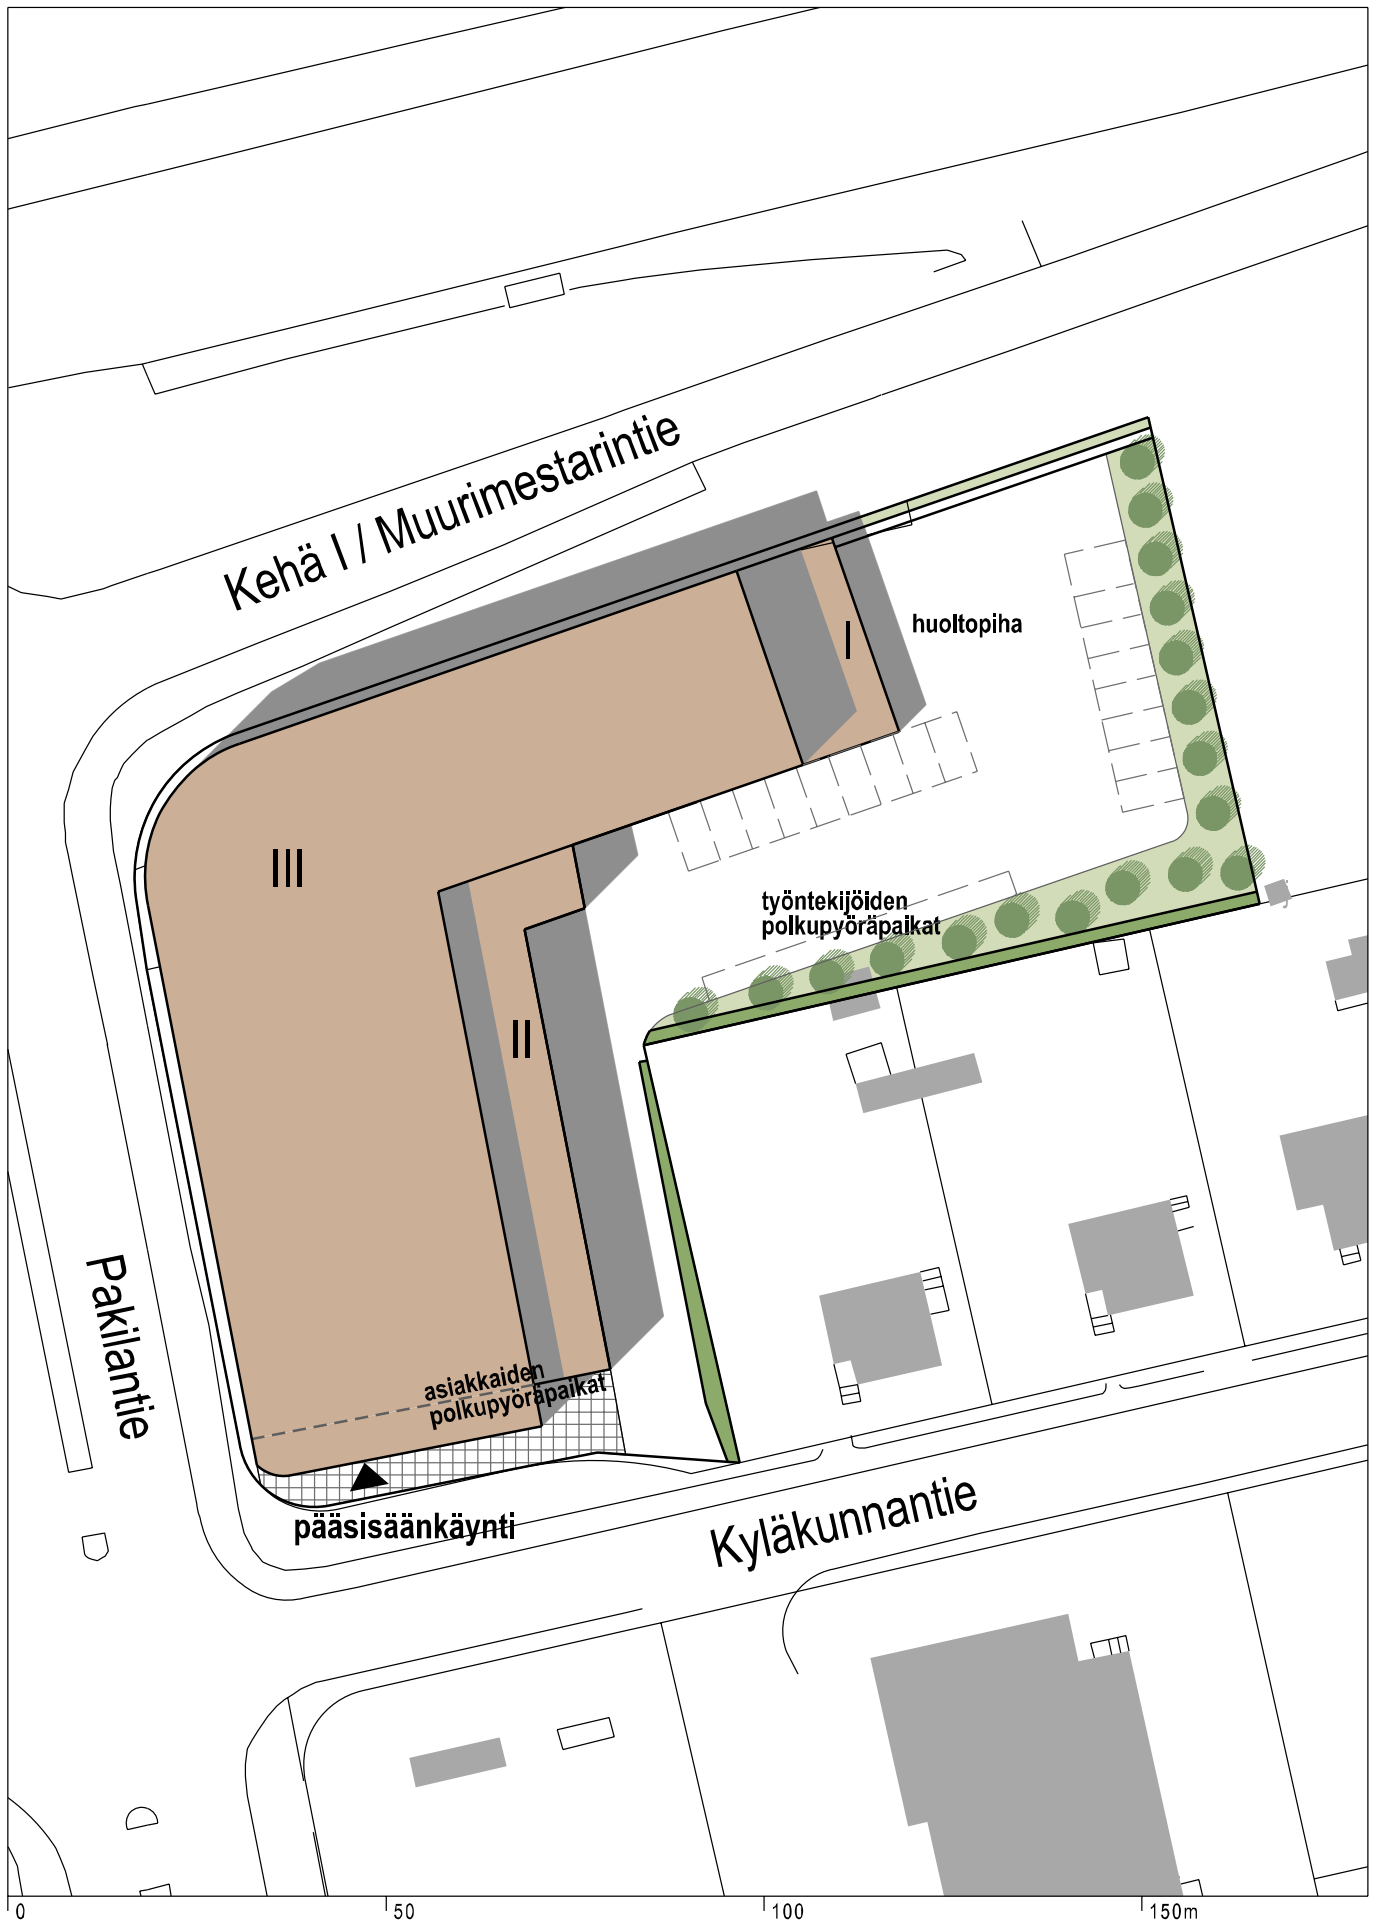 Kehä I / Muurimestarintie
huoltopiha
I
III
työntekijöiden
polkupyöräpaikat
II
Pakilantie
asiakkaiden
polkupyöräpaikat
pääsisäänkäynti
Kyläkunnantie
0 50 100 150m